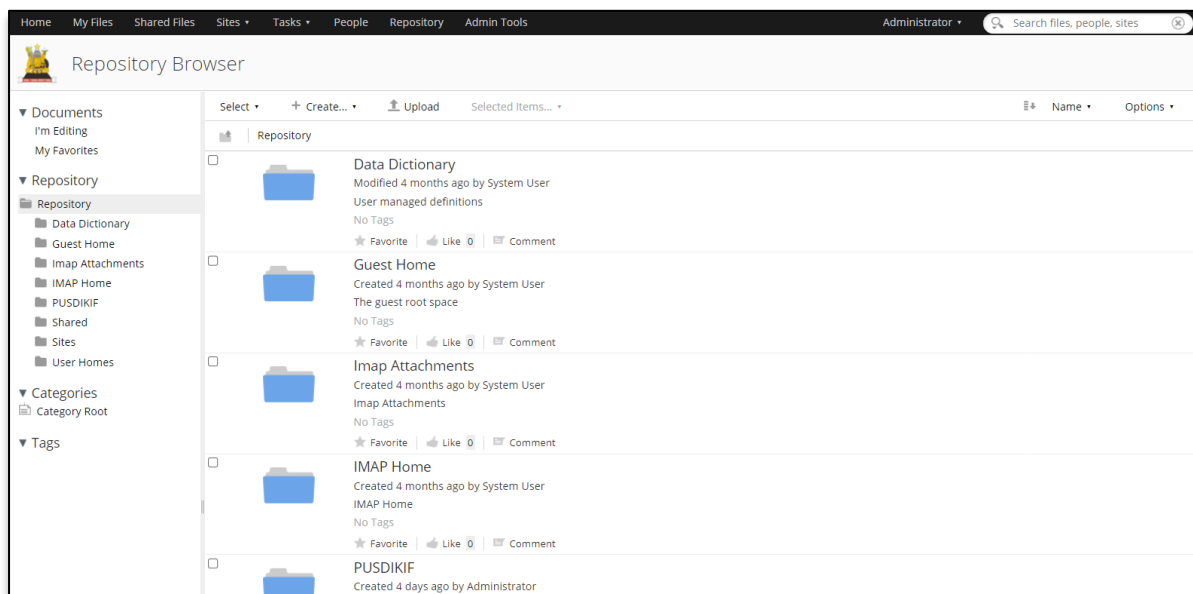 Home My Files Shared Files Sites Tasks People Repository Admin Tools Administrator Search files, people, sites
Repository Browser
Documents
I'm Editing
My Favorites
Repository
Repository
Data Dictionary
Guest Home
Imap Attachments
IMAP Home
PUSDIKIF
Shared
Sites
User Homes
Categories
Category Root
Tags
Select + Create... Upload Selected Items... Name Options
Repository
Data Dictionary
Modified 4 months ago by System User
User managed definitions
No Tags
Favorite Like 0 Comment
Guest Home
Created 4 months ago by System User
The guest root space
No Tags
Favorite Like 0 Comment
Imap Attachments
Created 4 months ago by System User
Imap Attachments
No Tags
Favorite Like 0 Comment
IMAP Home
Created 4 months ago by System User
IMAP Home
No Tags
Favorite Like 0 Comment
PUSDIKIF
Created 4 days ago by Administrator